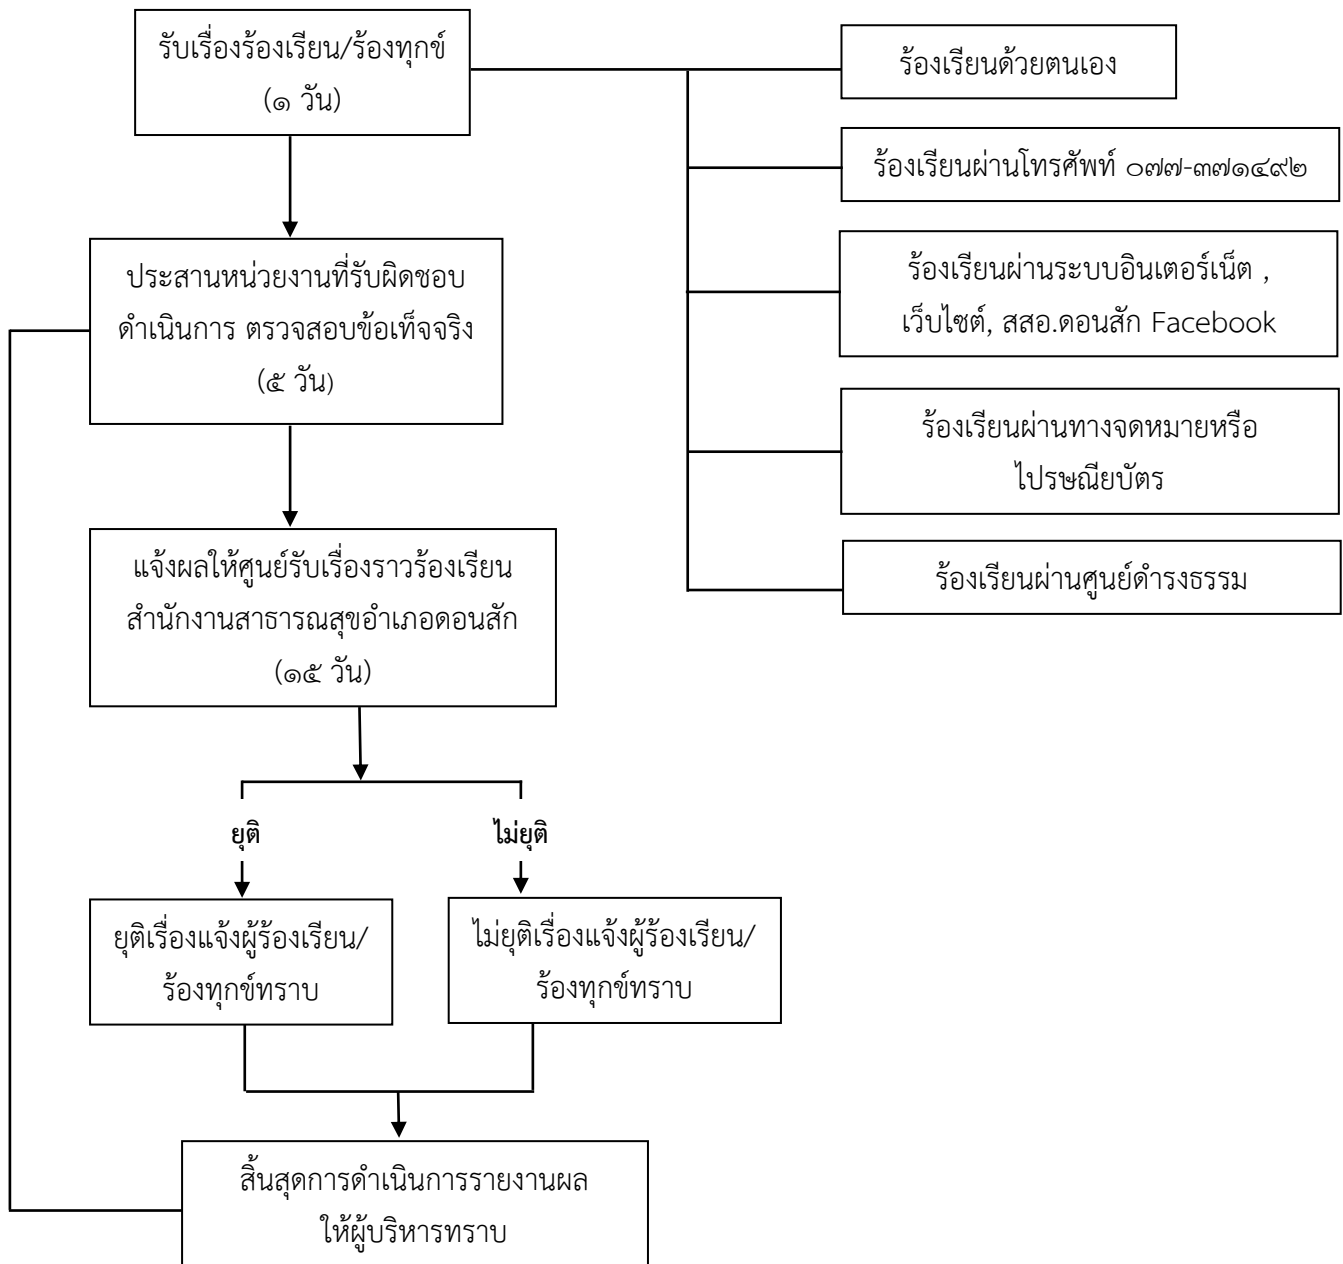 รับเรื่องร้องเรียน/ร้องทุกข์
(๑ วัน)
ร้องเรียนด้วยตนเอง
ร้องเรียนผ่านโทรศัพท์ ๐๗๗-๓๗๑๔๙๒
ร้องเรียนผ่านระบบอินเตอร์เน็ต ,
เว็บไซต์, สสอ.ดอนสัก Facebook
ร้องเรียนผ่านทางจดหมายหรือ
ไปรษณียบัตร
ร้องเรียนผ่านศูนย์ดำรงธรรม
ประสานหน่วยงานที่รับผิดชอบ
ดำเนินการ ตรวจสอบข้อเท็จจริง
(๕ วัน)
แจ้งผลให้ศูนย์รับเรื่องราวร้องเรียน
สำนักงานสาธารณสุขอำเภอดอนสัก
(๑๕ วัน)
ยุติ
ไม่ยุติ
ยุติเรื่องแจ้งผู้ร้องเรียน/
ร้องทุกข์ทราบ
ไม่ยุติเรื่องแจ้งผู้ร้องเรียน/
ร้องทุกข์ทราบ
สิ้นสุดการดำเนินการรายงานผล
ให้ผู้บริหารทราบ